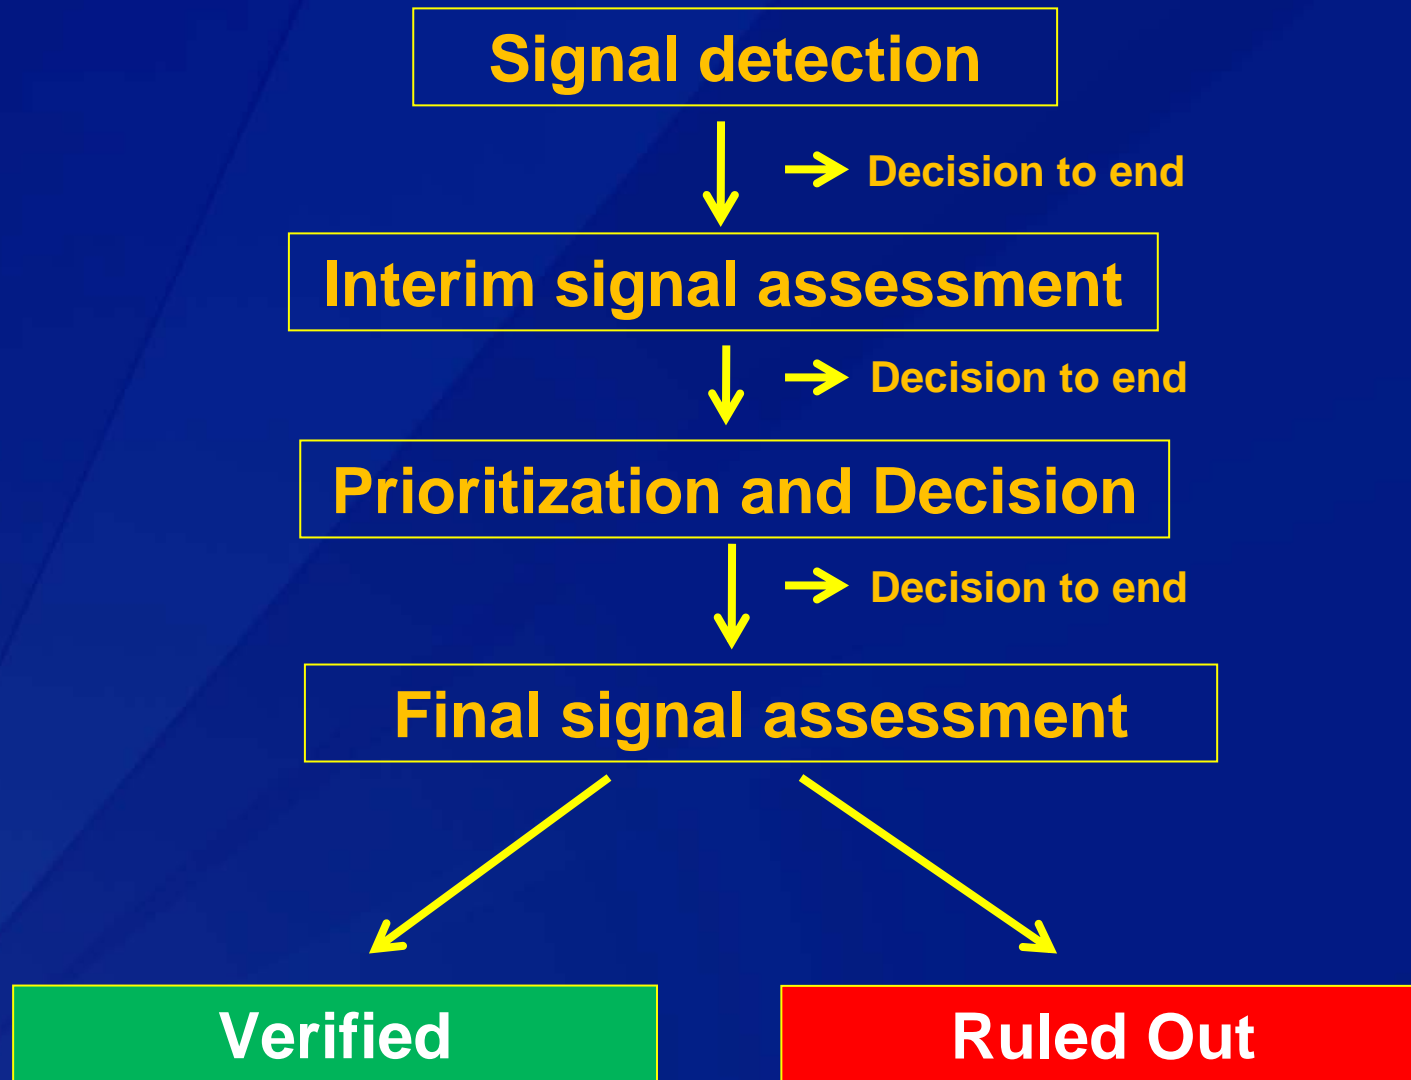 Signal detection
Decision to end
Interim signal assessment
Decision to end
Prioritization and Decision
Decision to end
Final signal assessment
Verified
Ruled Out